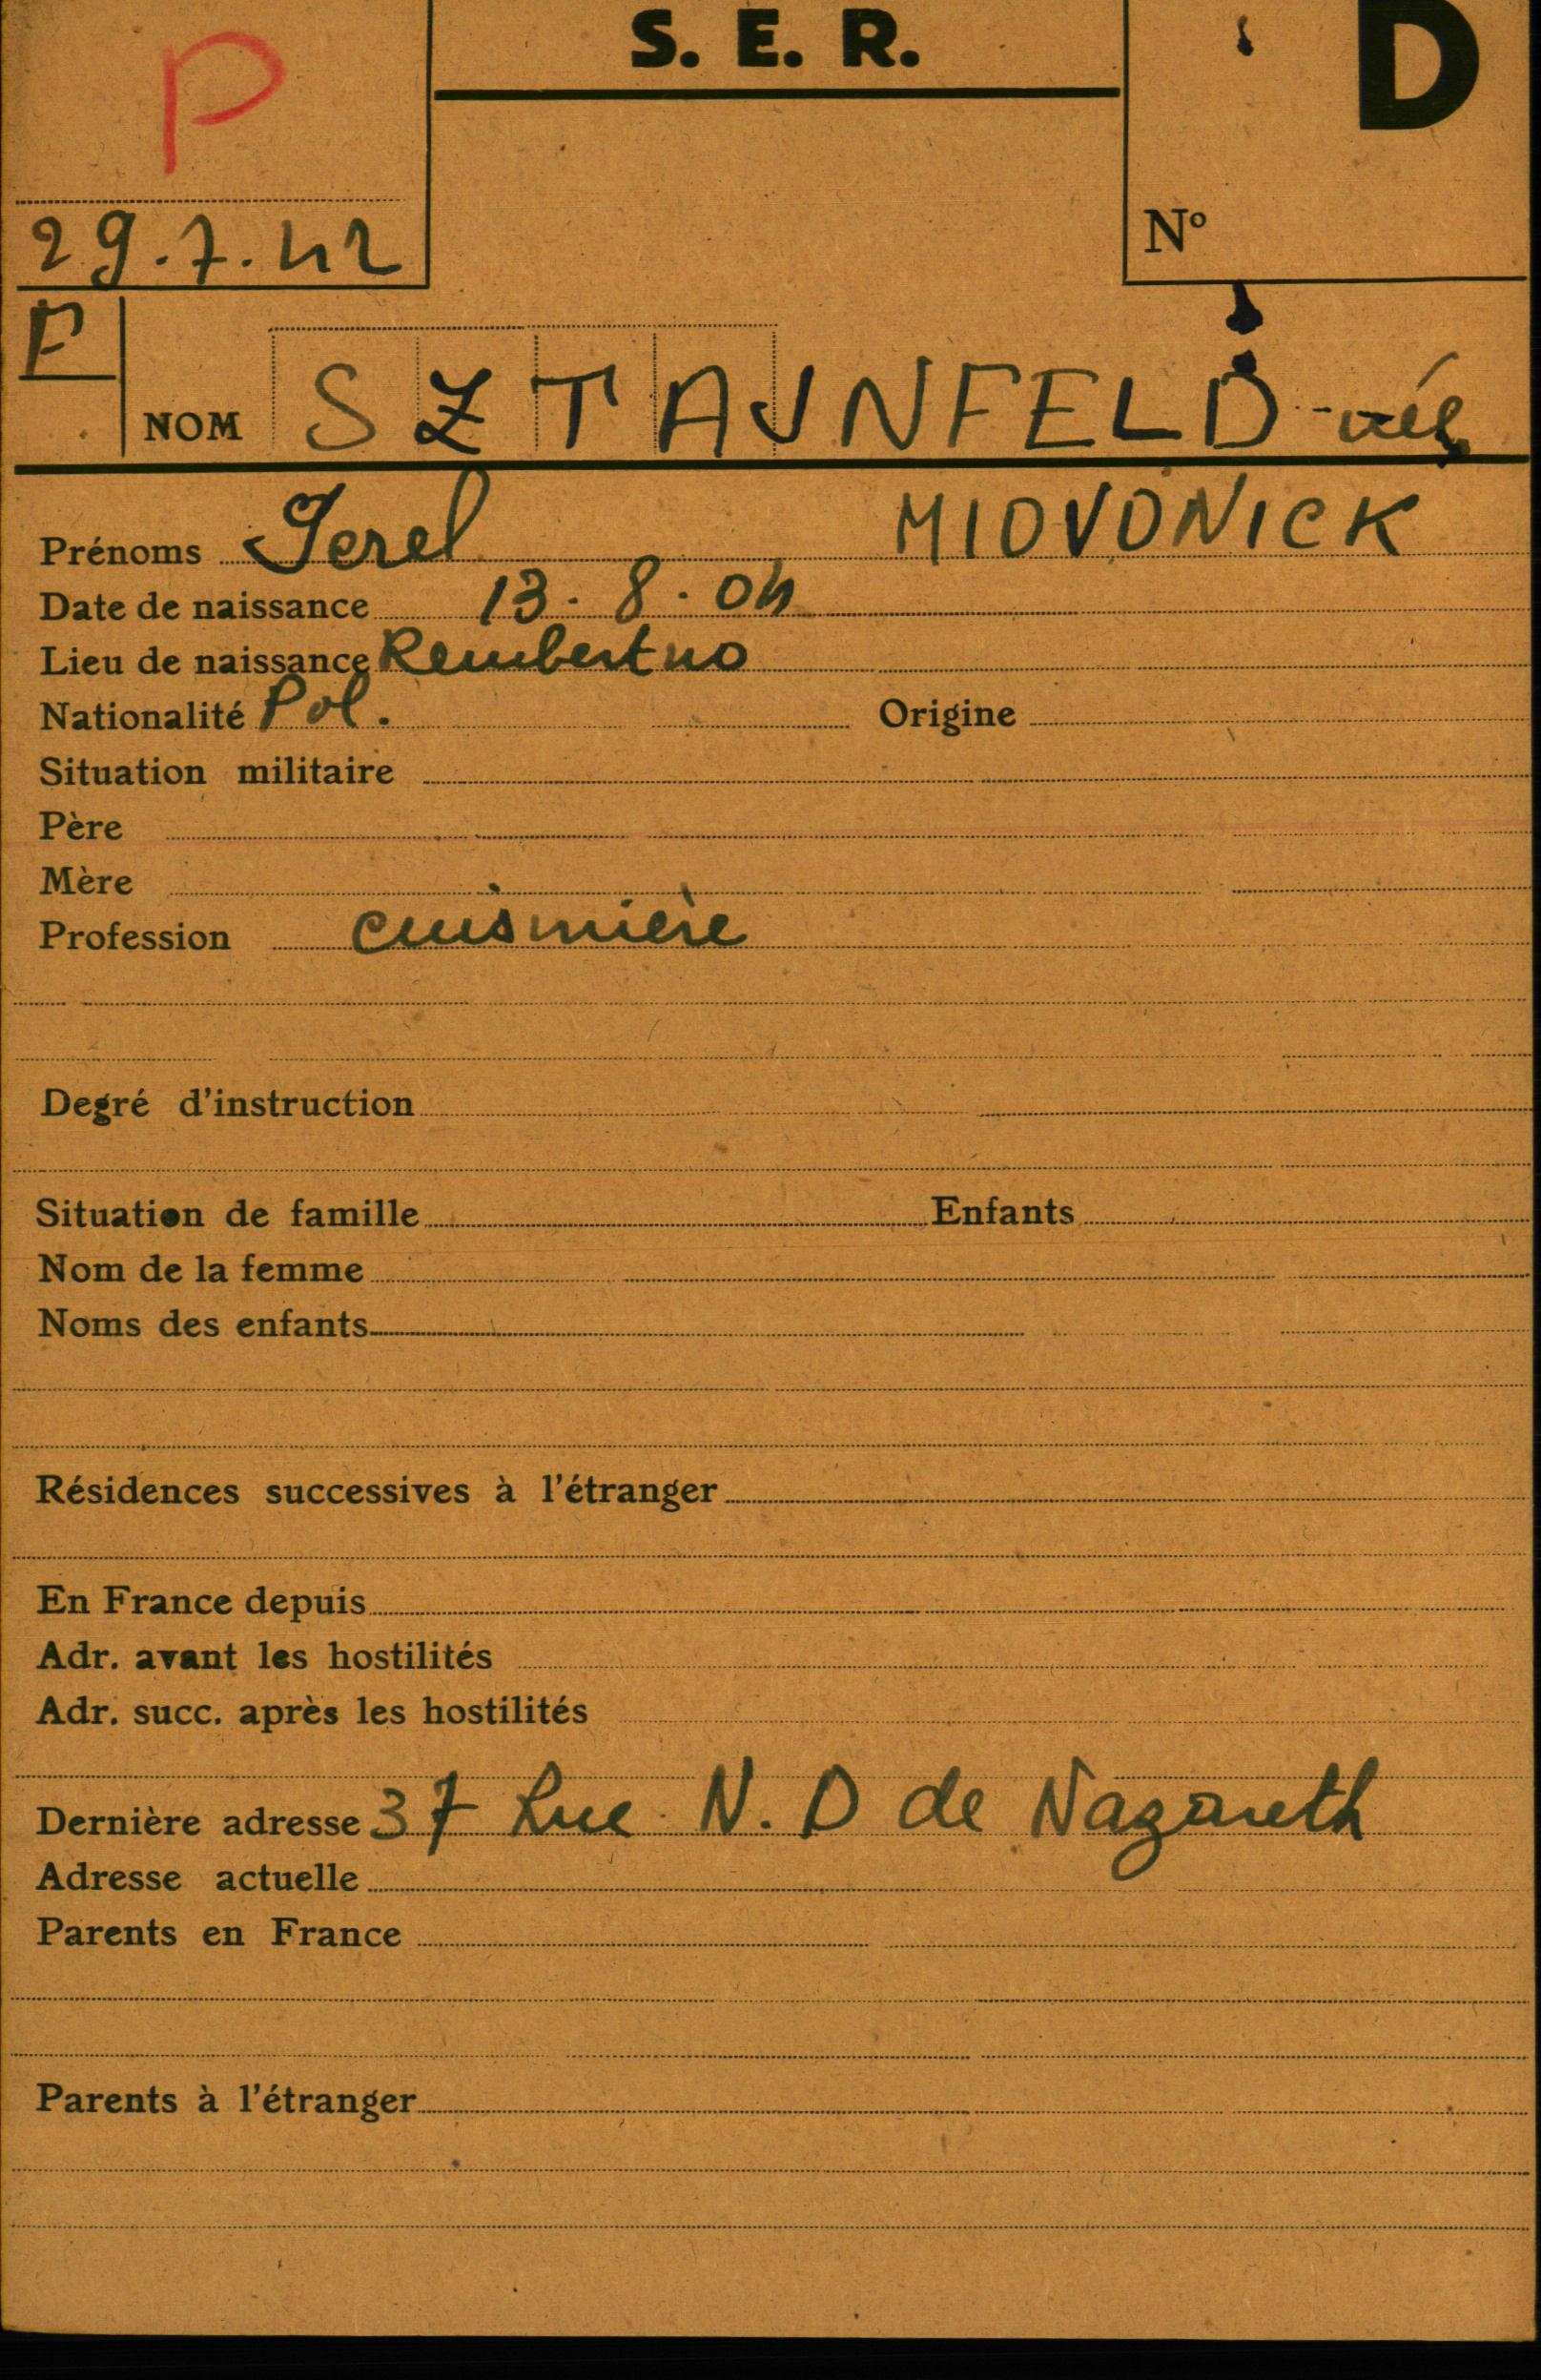 P
S. E. R.
D
29.7.42
N°
F
NOM SZTAJNFELD née
MIOVONICK
Prénoms Serel
Date de naissance 13.8.04
Lieu de naissance Rembertno
Nationalité Pol. Origine
Situation militaire
Père
Mère
Profession cuisinière
Degré d'instruction
Situation de famille Enfants
Nom de la femme
Noms des enfants
Résidences successives à l'étranger
En France depuis
Adr. avant les hostilités
Adr. succ. après les hostilités
Dernière adresse 37 Rue N. D de Nazareth
Adresse actuelle
Parents en France
Parents à l'étranger